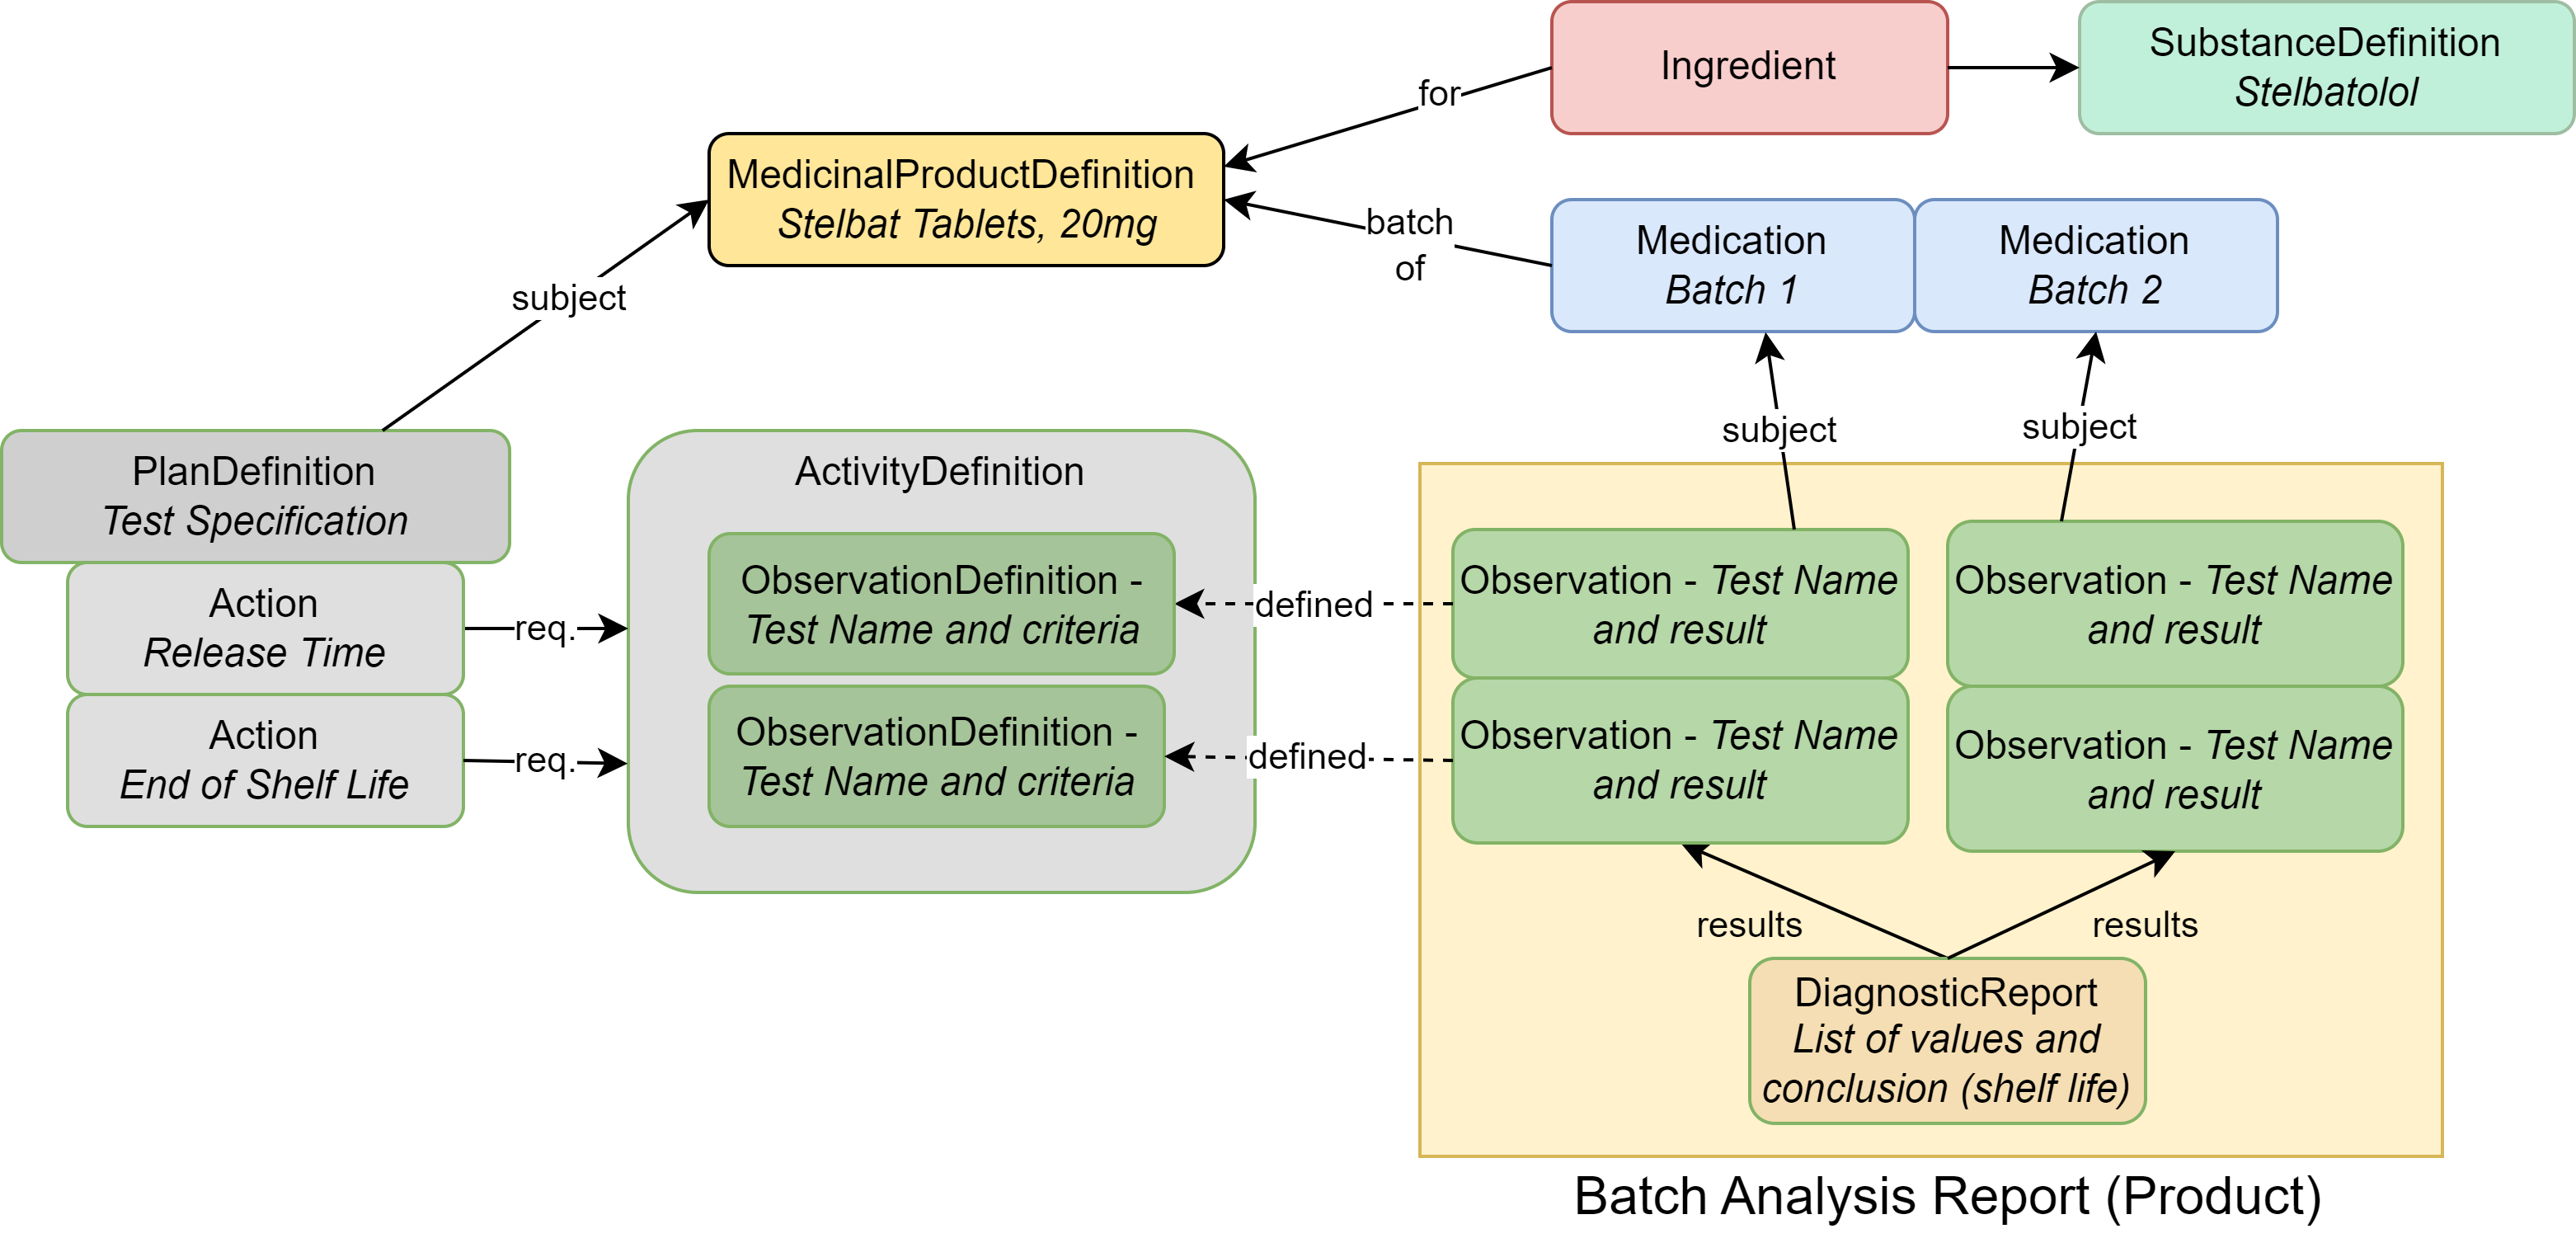 Ingredient
SubstanceDefinition
Stelbatolol
for
MedicinalProductDefinition
Stelbat Tablets, 20mg
batch
of
Medication
Batch 1
Medication
Batch 2
subject
subject
subject
PlanDefinition
Test Specification
Action
Release Time
Action
End of Shelf Life
req.
req.
ActivityDefinition
ObservationDefinition -
Test Name and criteria
ObservationDefinition -
Test Name and criteria
defined
defined
Observation - Test Name
and result
Observation - Test Name
and result
Observation - Test Name
and result
Observation - Test Name
and result
results
results
DiagnosticReport
List of values and
conclusion (shelf life)
Batch Analysis Report (Product)